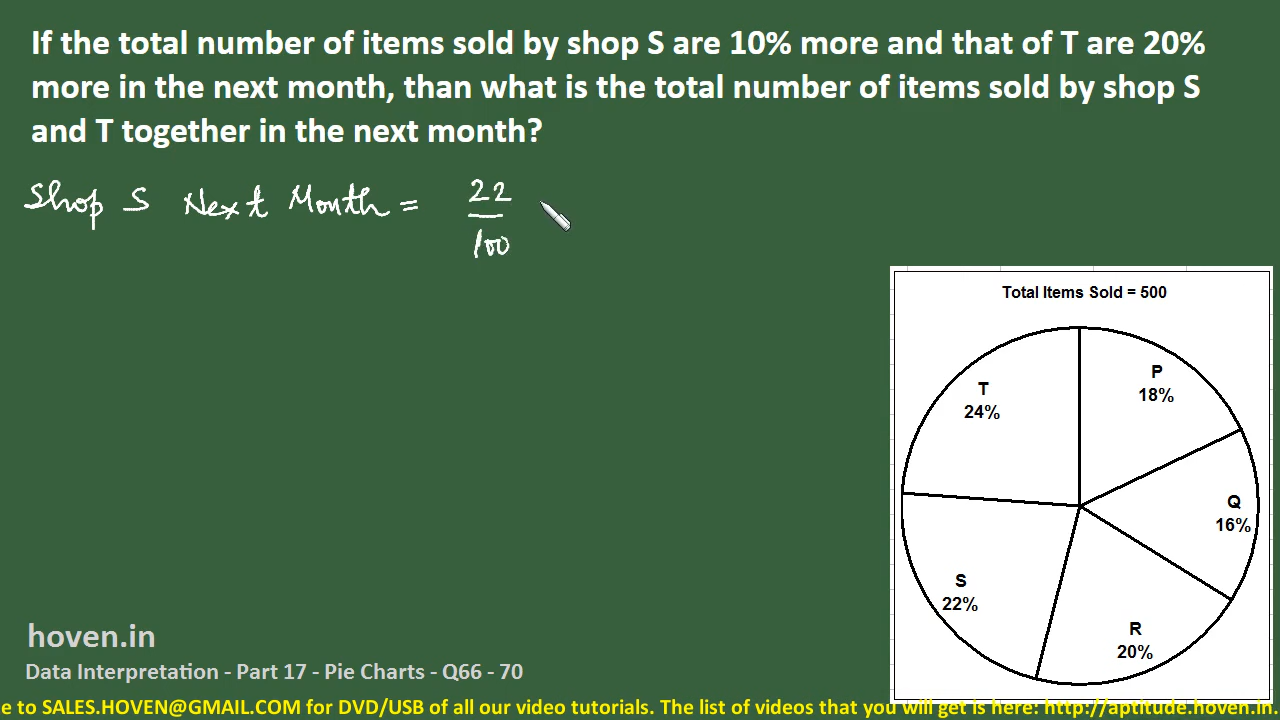 If the total number of items sold by shop S are 10% more and that of T are 20%
more in the next month, than what is the total number of items sold by shop S
and T together in the next month?
Shop S Next Month = 22
100
Total Items Sold = 500
P
18%
T
24%
Q
16%
S
22%
R
20%
hoven.in
Data Interpretation - Part 17 - Pie Charts - Q66 - 70
e to SALES.HOVEN@GMAIL.COM for DVD/USB of all our video tutorials. The list of videos that you will get is here: http://aptitude.hoven.in.